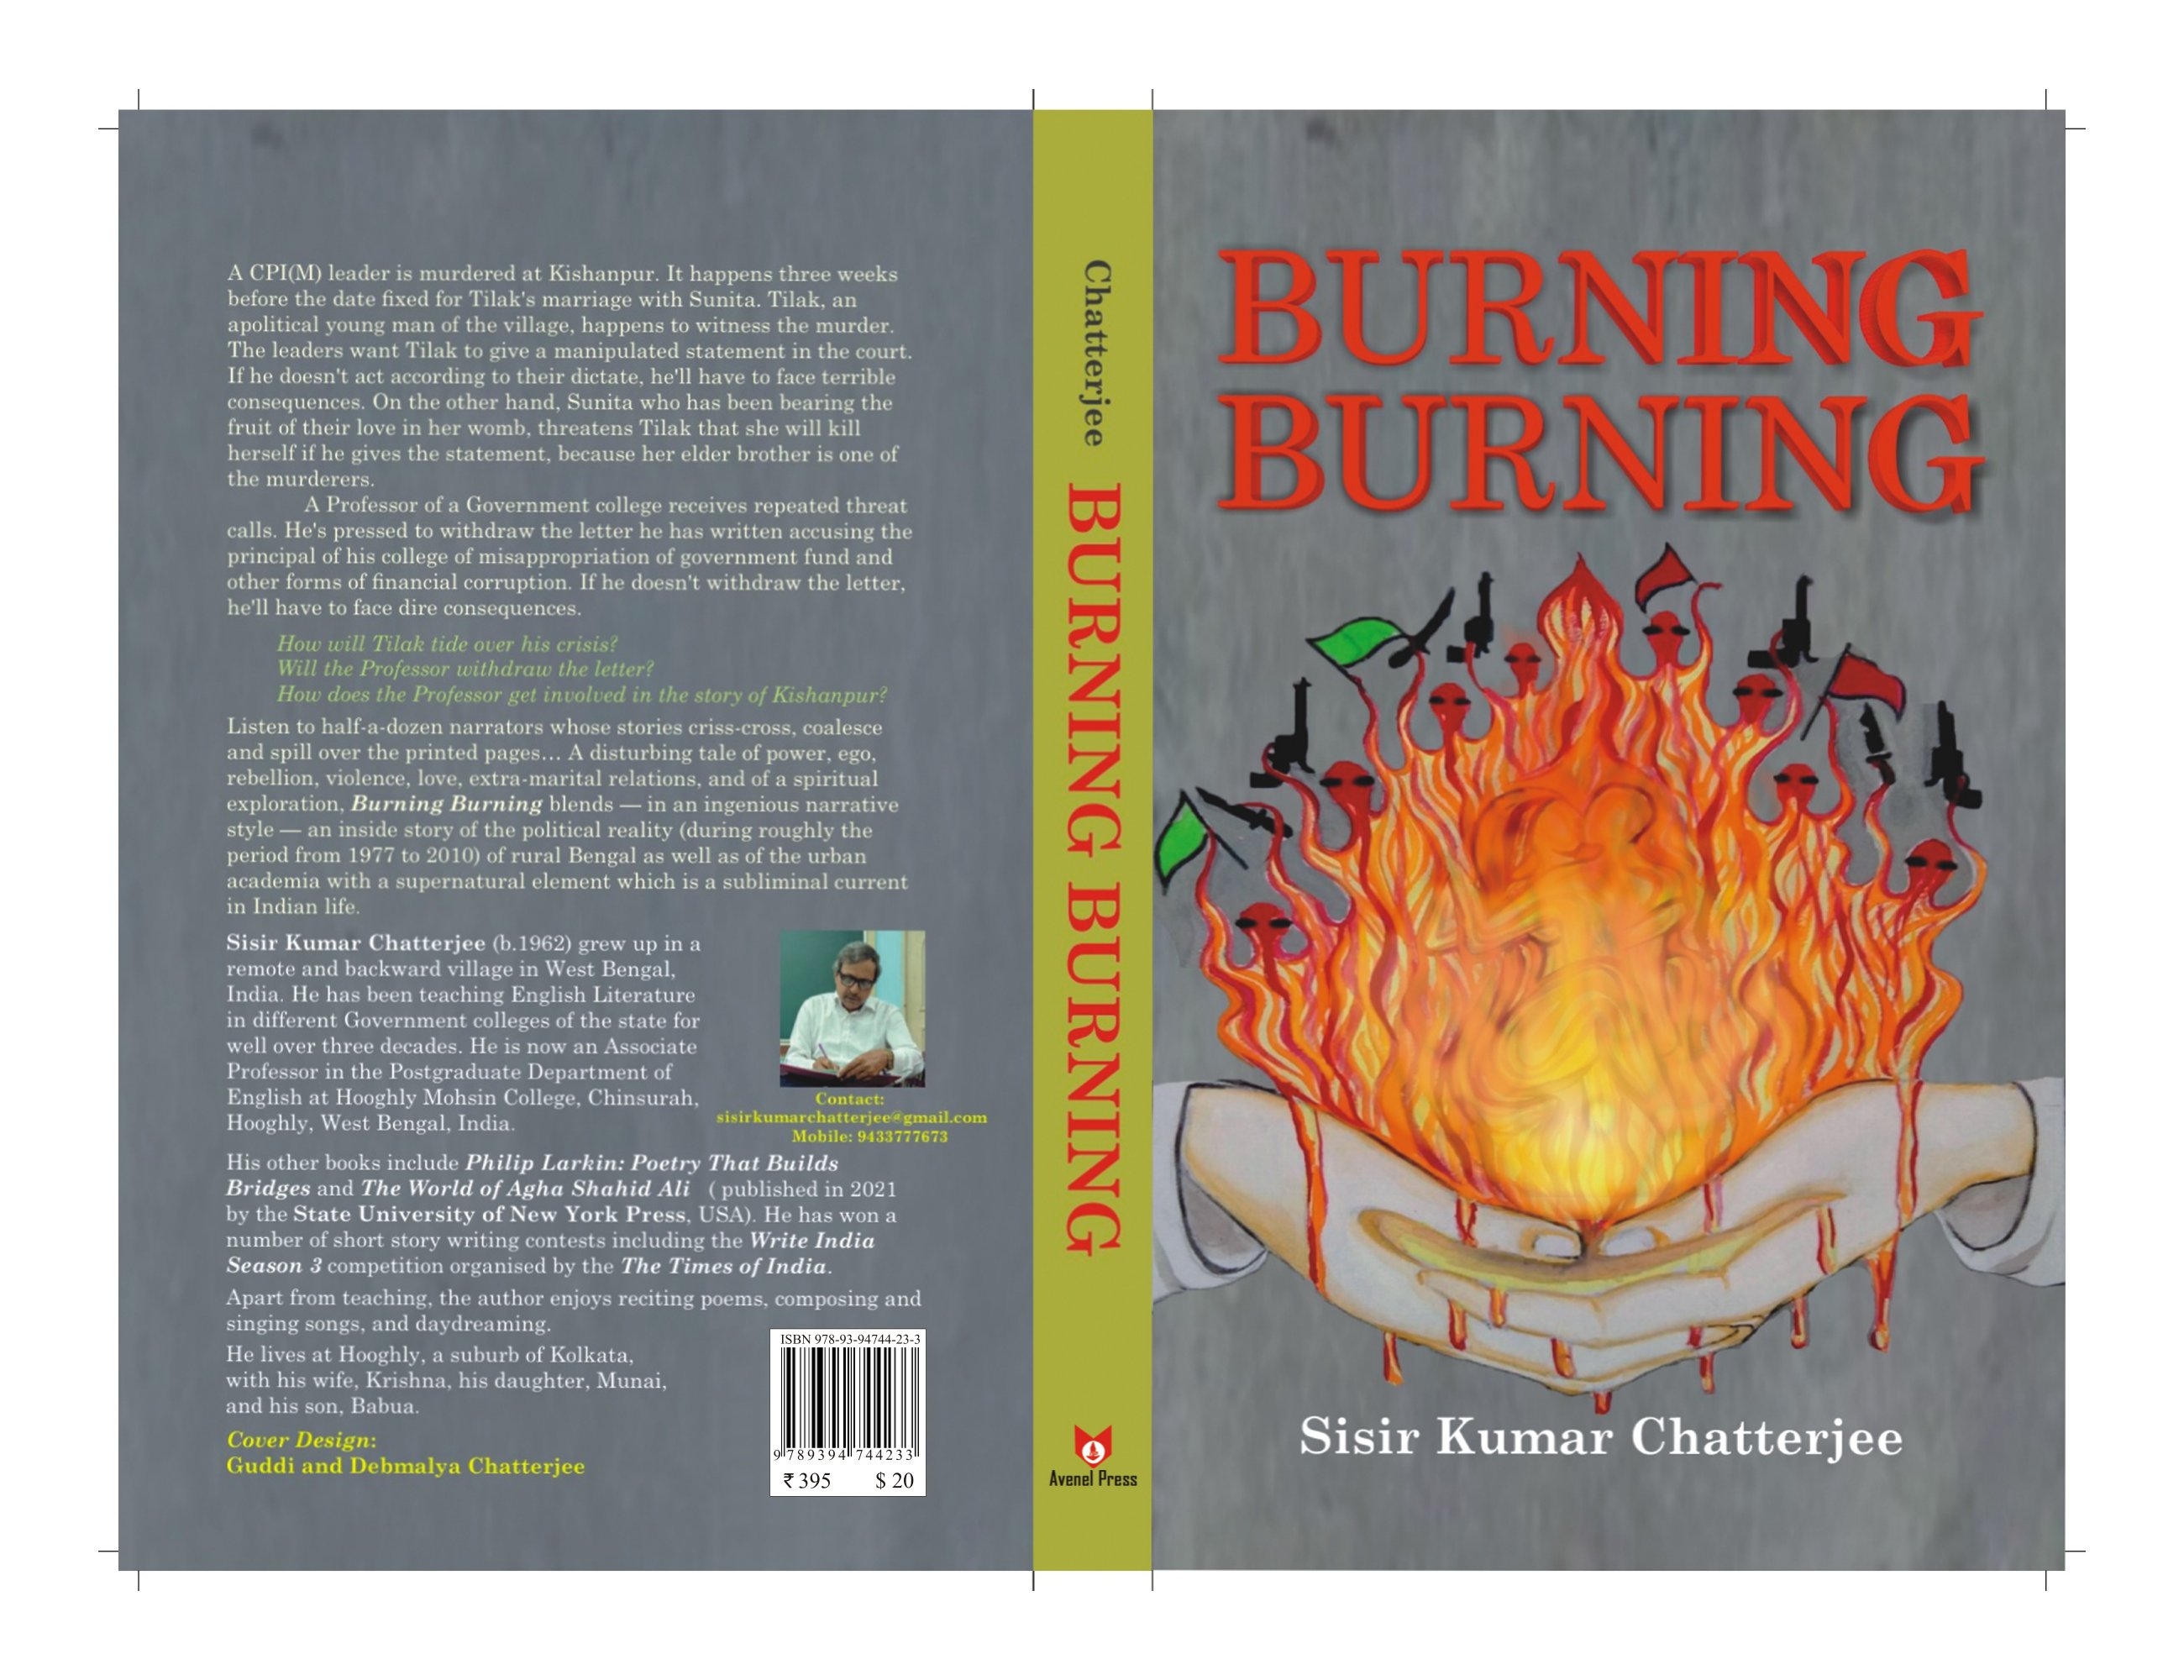 A CPI(M) leader is murdered at Kishanpur. It happens three weeks
before the date fixed for Tilak's marriage with Sunita. Tilak, an
apolitical young man of the village, happens to witness the murder.
The leaders want Tilak to give a manipulated statement in the court.
If he doesn't act according to their dictate, he'll have to face terrible
consequences. On the other hand, Sunita who has been bearing the
fruit of their love in her womb, threatens Tilak that she will kill
herself if he gives the statement, because her elder brother is one of
the murderers.
A Professor of a Government college receives repeated threat
calls. He's pressed to withdraw the letter he has written accusing the
principal of his college of misappropriation of government fund and
other forms of financial corruption. If he doesn't withdraw the letter,
he'll have to face dire consequences.
How will Tilak tide over his crisis?
Will the Professor withdraw the letter?
How does the Professor get involved in the story of Kishanpur?
Listen to half-a-dozen narrators whose stories criss-cross, coalesce
and spill over the printed pages... A disturbing tale of power, ego,
rebellion, violence, love, extra-marital relations, and of a spiritual
exploration, Burning Burning blends — in an ingenious narrative
style — an inside story of the political reality (during roughly the
period from 1977 to 2010) of rural Bengal as well as of the urban
academia with a supernatural element which is a subliminal current
in Indian life.
Sisir Kumar Chatterjee (b.1962) grew up in a
remote and backward village in West Bengal,
India. He has been teaching English Literature
in different Government colleges of the state for
well over three decades. He is now an Associate
Professor in the Postgraduate Department of
English at Hooghly Mohsin College, Chinsurah,
Hooghly, West Bengal, India.
Contact:
sisirkumarchatterjee@gmail.com
Mobile: 9433777673
His other books include Philip Larkin: Poetry That Builds
Bridges and The World of Agha Shahid Ali ( published in 2021
by the State University of New York Press, USA). He has won a
number of short story writing contests including the Write India
Season 3 competition organised by the The Times of India.
Apart from teaching, the author enjoys reciting poems, composing and
singing songs, and daydreaming.
He lives at Hooghly, a suburb of Kolkata,
with his wife, Krishna, his daughter, Munai,
and his son, Babua.
Cover Design:
Guddi and Debmalya Chatterjee
ISBN 978-93-94744-23-3
9 789394 744233
₹ 395 $ 20
Chatterjee BURNING BURNING
Avenel Press
BURNING
BURNING
Sisir Kumar Chatterjee